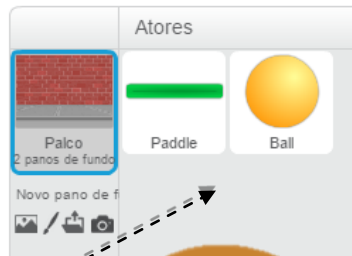 Atores
Palco
2 panos de fundo
Paddle
Ball
Novo pano de f